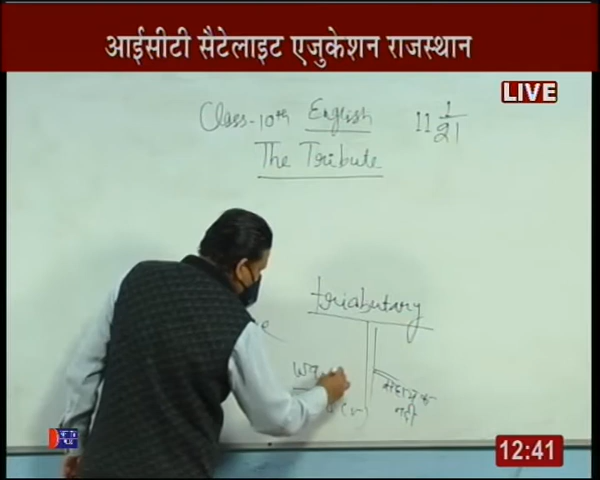 आईसीटी सैटेलाइट एजुकेशन राजस्थान
LIVE
Class-10th English 11 1/21
The Tribute
triabutary
सहायक
नदी
12:41